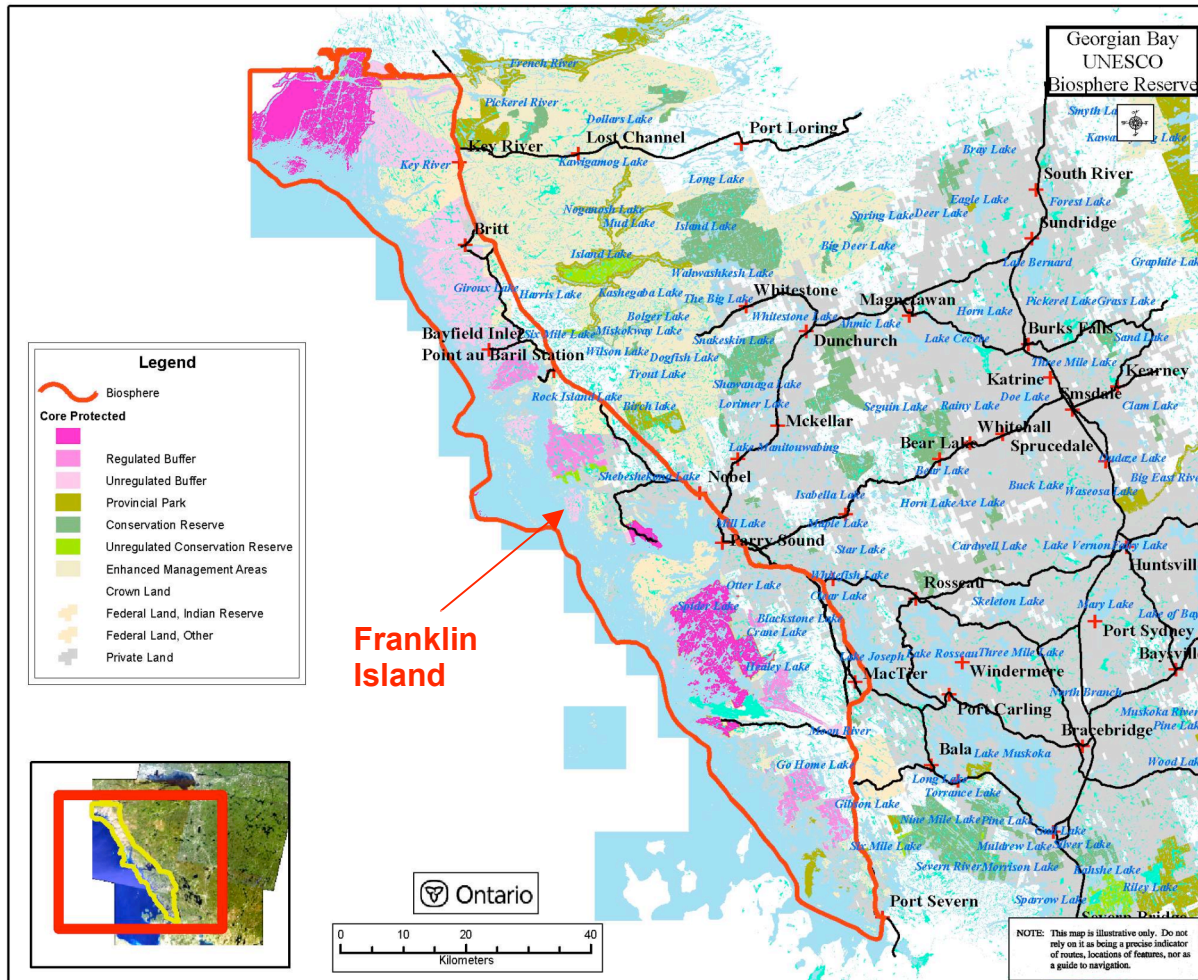 Georgian Bay
UNESCO
Biosphere Reserve
French River
Smyth La
Pickerel River
Dollars Lake
Port Loring
Lost Channel
Key River
Key River
Kawigamog Lake
Bray Lake
Long Lake
South River
Eagle Lake
Forest Lake
Noganosh Lake
Mud Lake
Island Lake
Spring Lake
Deer Lake
Sundridge
Britt
Big Deer Lake
Island Lake
Lake Bernard
Graphite Lake
Wahwashkesh Lake
Giroux Lake
Harris Lake
Kashegaba Lake
The Big Lake
Whitestone
Magnetawan
Pickerel Lake
Grass Lake
Bolger Lake
Whitestone Lake
Ahmic Lake
Horn Lake
Sand Lake
Bayfield Inlet
Six Mile Lake
Miskokway Lake
Snakeskin Lake
Dunchurch
Lake Cecebe
Burks Falls
Point au Baril Station
Wilson Lake
Dogfish Lake
Three Mile Lake
Trout Lake
Shawanaga Lake
Katrine
Kearney
Rock Island Lake
Birch lake
Lorimer Lake
Seguin Lake
Rainy Lake
Doe Lake
Emsdale
Clam Lake
Mckellar
Whitehall
Bear Lake
Sprucedale
Lake Manitouwabing
Bear Lake
Shebeshekong Lake
Nobel
Buck Lake
Waseosa Lake
Big East River
Isabella Lake
Horn Lake
Axe Lake
Mill Lake
Maple Lake
Parry Sound
Star Lake
Cardwell Lake
Lake Vernon
Fairy Lake
Huntsvill
Otter Lake
Whitefish Lake
Clear Lake
Rosseau
Skeleton Lake
Spider Lake
Blackstone Lake
Mary Lake
Lake of Bay
Crane Lake
Port Sydney
Healey Lake
Lake Joseph
Lake Rosseau
Three Mile Lake
Baysvill
MacTier
Windermere
North Branch
Port Carling
Muskoka River
Pine Lak
Moon River
Bracebridge
Go Home Lake
Bala
Lake Muskoka
Wood Lak
Long Lake
Torrance Lake
Gibson Lake
Nine Mile Lake
Pine Lake
Gull Lake
Six Mile Lake
Muldrew Lake
Silver Lake
Severn River
Morrison Lake
Kahshe Lake
Riley Lake
Sparrow Lake
Port Severn
Severn Bridge
Legend
Biosphere
Core Protected
Regulated Buffer
Unregulated Buffer
Provincial Park
Conservation Reserve
Unregulated Conservation Reserve
Enhanced Management Areas
Crown Land
Federal Land, Indian Reserve
Federal Land, Other
Private Land
Franklin
Island
Ontario
0 10 20 40
Kilometers
NOTE: This map is illustrative only. Do not
rely on it as being a precise indicator
of routes, locations of features, nor as
a guide to navigation.